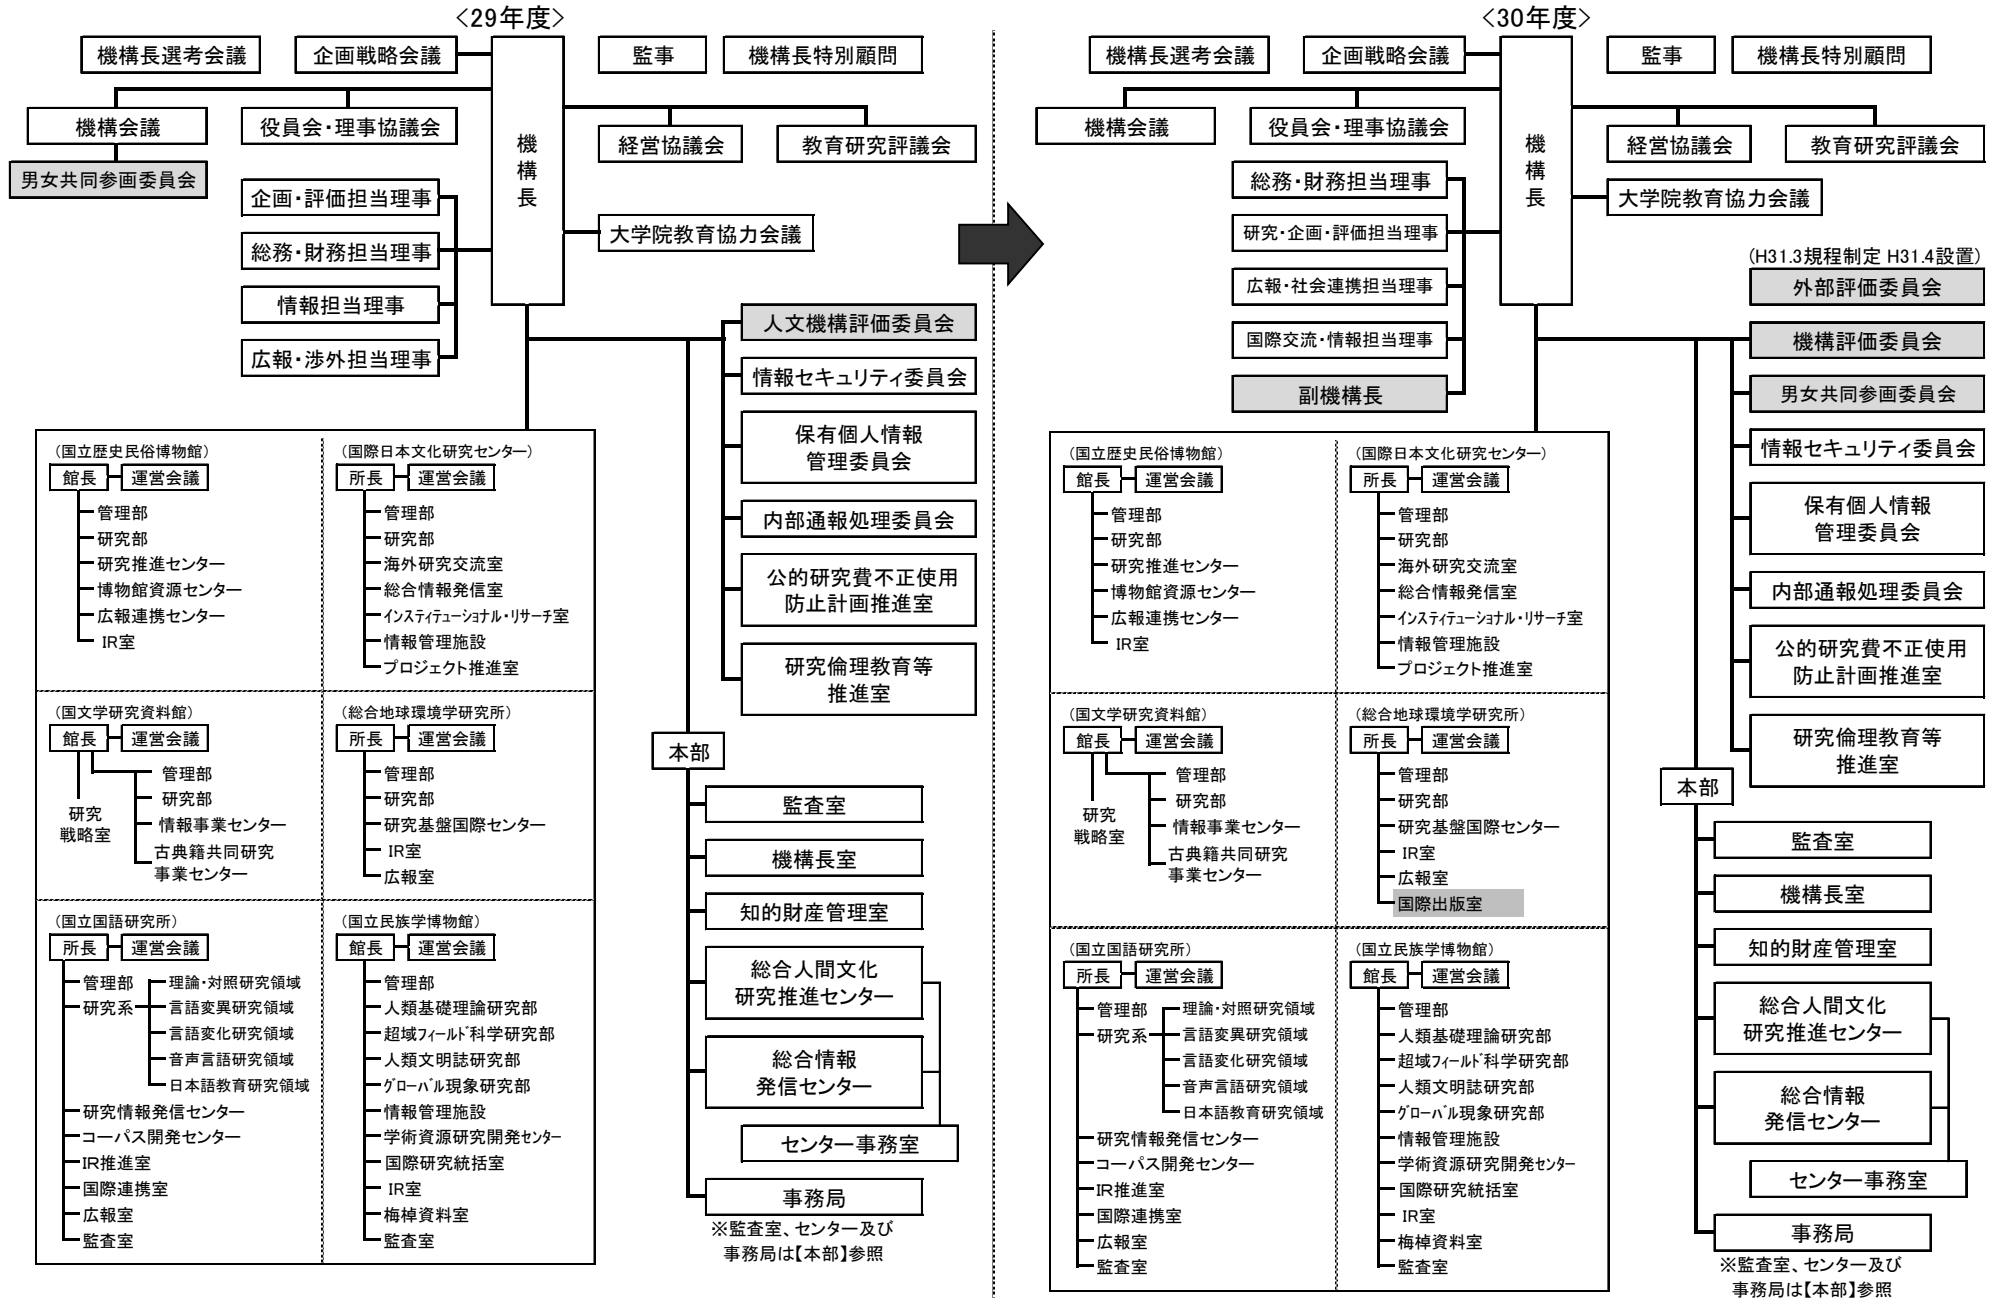 <29年度>
機構長選考会議
企画戦略会議
監事
機構長特別顧問
機構会議
役員会・理事協議会
機構長
経営協議会
教育研究評議会
男女共同参画委員会
企画・評価担当理事
総務・財務担当理事
情報担当理事
広報・渉外担当理事
大学院教育協力会議
人文機構評価委員会
情報セキュリティ委員会
保有個人情報
管理委員会
内部通報処理委員会
公的研究費不正使用
防止計画推進室
研究倫理教育等
推進室
(国立歴史民俗博物館)
館長 運営会議
管理部
研究部
研究推進センター
博物館資源センター
広報連携センター
IR室
(国際日本文化研究センター)
所長 運営会議
管理部
研究部
海外研究交流室
総合情報発信室
インスティテューショナル・リサーチ室
情報管理施設
プロジェクト推進室
(国文学研究資料館)
館長 運営会議
管理部
研究部
情報事業センター
古典籍共同研究
事業センター
研究
戦略室
(総合地球環境学研究所)
所長 運営会議
管理部
研究部
研究基盤国際センター
IR室
広報室
(国立国語研究所)
所長 運営会議
管理部
研究系
理論・対照研究領域
言語変異研究領域
言語変化研究領域
音声言語研究領域
日本語教育研究領域
研究情報発信センター
コーパス開発センター
IR推進室
国際連携室
広報室
監査室
(国立民族学博物館)
館長 運営会議
管理部
人類基礎理論研究部
超域フィールド科学研究部
人類文明誌研究部
グローバル現象研究部
情報管理施設
学術資源研究開発センター
国際研究統括室
IR室
梅棹資料室
監査室
本部
監査室
機構長室
知的財産管理室
総合人間文化
研究推進センター
総合情報
発信センター
センター事務室
事務局
※監査室、センター及び
事務局は【本部】参照
<30年度>
機構長選考会議
企画戦略会議
監事
機構長特別顧問
機構会議
役員会・理事協議会
機構長
経営協議会
教育研究評議会
総務・財務担当理事
研究・企画・評価担当理事
広報・社会連携担当理事
国際交流・情報担当理事
副機構長
大学院教育協力会議
(H31.3規程制定 H31.4設置)
外部評価委員会
機構評価委員会
男女共同参画委員会
情報セキュリティ委員会
保有個人情報
管理委員会
内部通報処理委員会
公的研究費不正使用
防止計画推進室
研究倫理教育等
推進室
(国立歴史民俗博物館)
館長 運営会議
管理部
研究部
研究推進センター
博物館資源センター
広報連携センター
IR室
(国際日本文化研究センター)
所長 運営会議
管理部
研究部
海外研究交流室
総合情報発信室
インスティテューショナル・リサーチ室
情報管理施設
プロジェクト推進室
(国文学研究資料館)
館長 運営会議
管理部
研究部
情報事業センター
古典籍共同研究
事業センター
研究
戦略室
(総合地球環境学研究所)
所長 運営会議
管理部
研究部
研究基盤国際センター
IR室
広報室
国際出版室
(国立国語研究所)
所長 運営会議
管理部
研究系
理論・対照研究領域
言語変異研究領域
言語変化研究領域
音声言語研究領域
日本語教育研究領域
研究情報発信センター
コーパス開発センター
IR推進室
国際連携室
広報室
監査室
(国立民族学博物館)
館長 運営会議
管理部
人類基礎理論研究部
超域フィールド科学研究部
人類文明誌研究部
グローバル現象研究部
情報管理施設
学術資源研究開発センター
国際研究統括室
IR室
梅棹資料室
監査室
本部
監査室
機構長室
知的財産管理室
総合人間文化
研究推進センター
総合情報
発信センター
センター事務室
事務局
※監査室、センター及び
事務局は【本部】参照